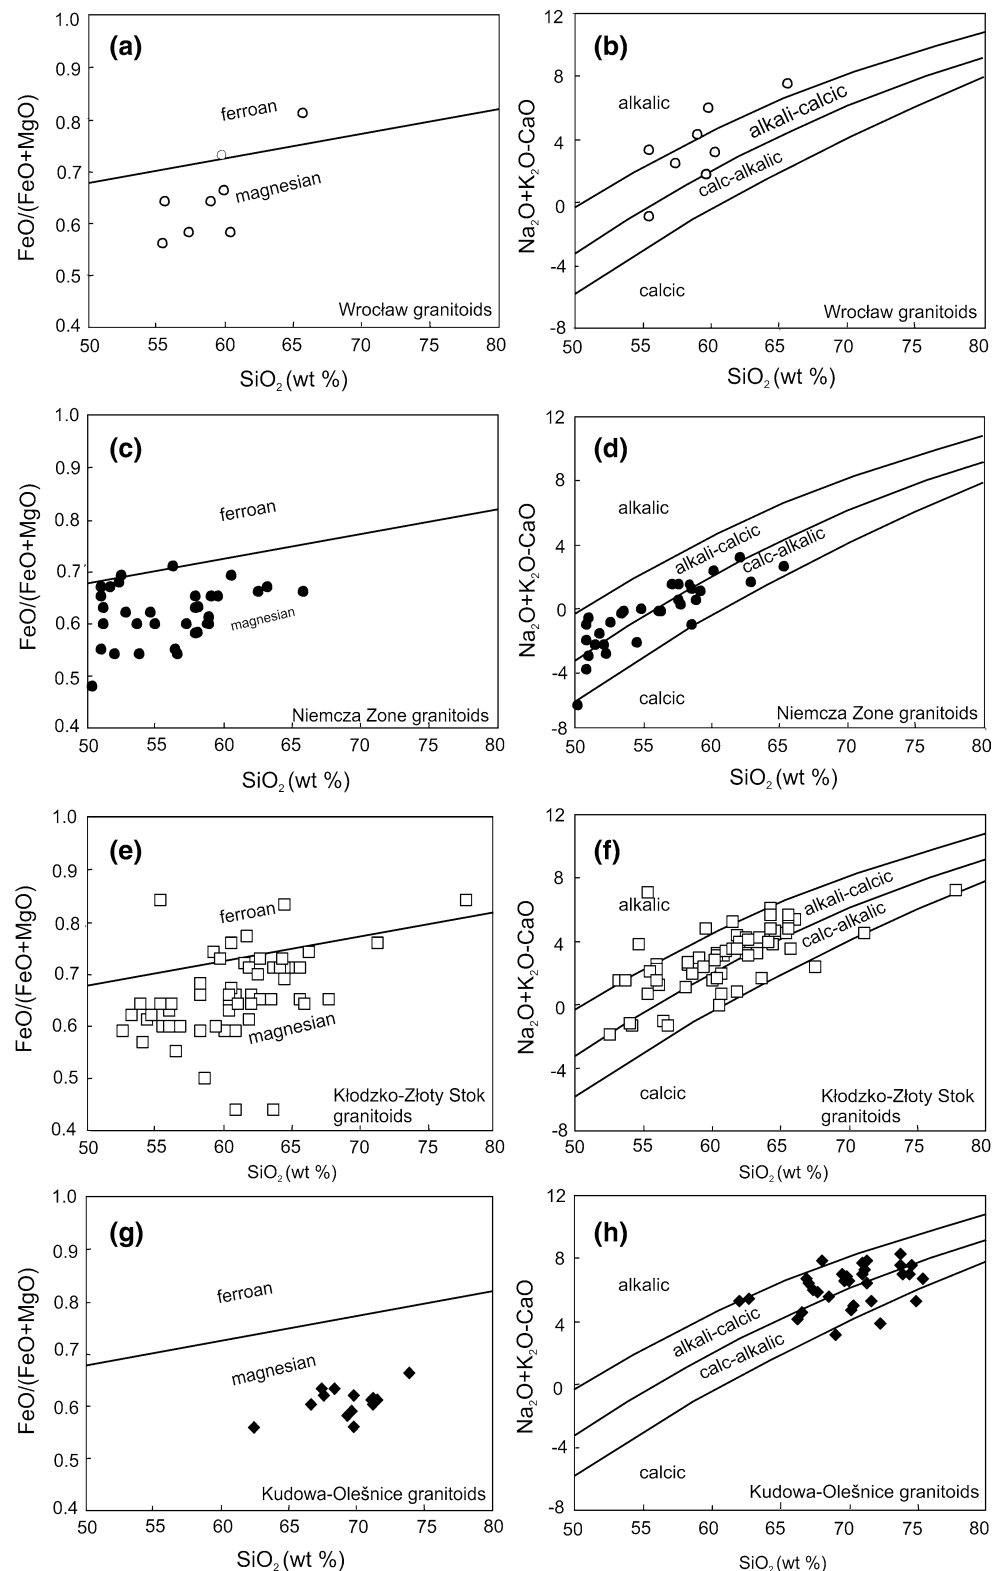 (a)
1.0
0.9
0.8
0.7
0.6
0.5
0.4
FeO/(FeO+MgO)
ferroan
magnesian
Wrocław granitoids
50 55 60 65 70 75 80
SiO2 (wt %)
(b)
12
8
4
0
-4
-8
Na2O+K2O-CaO
alkalic
alkali-calcic
calc-alkalic
calcic
Wrocław granitoids
50 55 60 65 70 75 80
SiO2 (wt %)
(c)
1.0
0.9
0.8
0.7
0.6
0.5
0.4
FeO/(FeO+MgO)
ferroan
magnesian
Niemcza Zone granitoids
50 55 60 65 70 75 80
SiO2 (wt %)
(d)
12
8
4
0
-4
-8
Na2O+K2O-CaO
alkalic
alkali-calcic
calc-alkalic
calcic
Niemcza Zone granitoids
50 55 60 65 70 75 80
SiO2 (wt %)
(e)
1.0
0.9
0.8
0.7
0.6
0.5
0.4
FeO/(FeO+MgO)
ferroan
magnesian
Kłodzko-Złoty Stok
granitoids
50 55 60 65 70 75 80
SiO2 (wt %)
(f)
12
8
4
0
-4
-8
Na2O+K2O-CaO
alkalic
alkali-calcic
calc-alkalic
calcic
Kłodzko-Złoty Stok
granitoids
50 55 60 65 70 75 80
SiO2 (wt %)
(g)
1.0
0.9
0.8
0.7
0.6
0.5
0.4
FeO/(FeO+MgO)
ferroan
magnesian
Kudowa-Olešnice granitoids
50 55 60 65 70 75 80
SiO2 (wt %)
(h)
12
8
4
0
-4
-8
Na2O+K2O-CaO
alkalic
alkali-calcic
calc-alkalic
calcic
Kudowa-Olešnice granitoids
50 55 60 65 70 75 80
SiO2 (wt %)